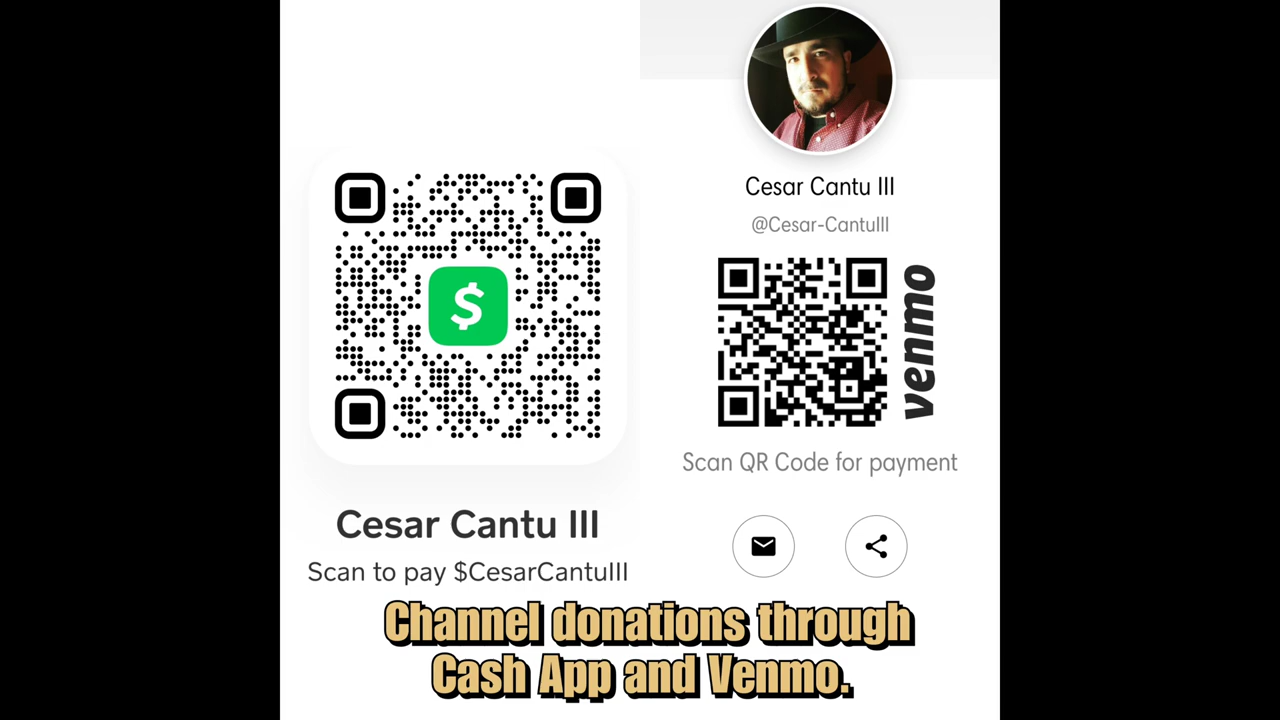 Cesar Cantu III
Scan to pay $CesarCantuIII
Cesar Cantu III
@Cesar-CantuIII
venmo
Scan QR Code for payment
Channel donations through
Cash App and Venmo.